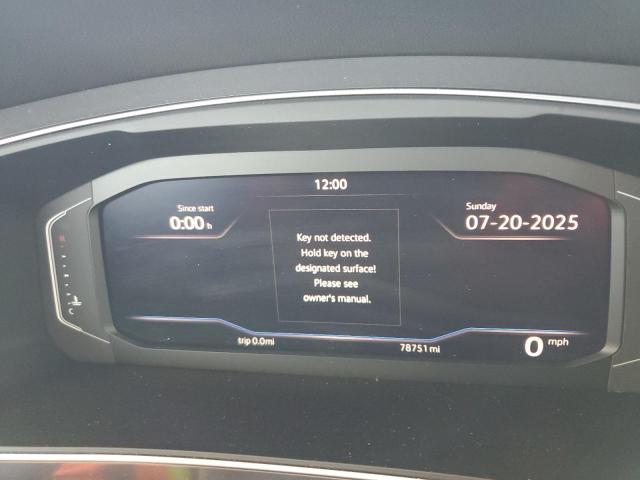 12:00
Since start
0:00 h
Sunday
07-20-2025
Key not detected.
Hold key on the
designated surface!
Please see
owner's manual.
H
C
trip 0.0mi
78751 mi
0 mph